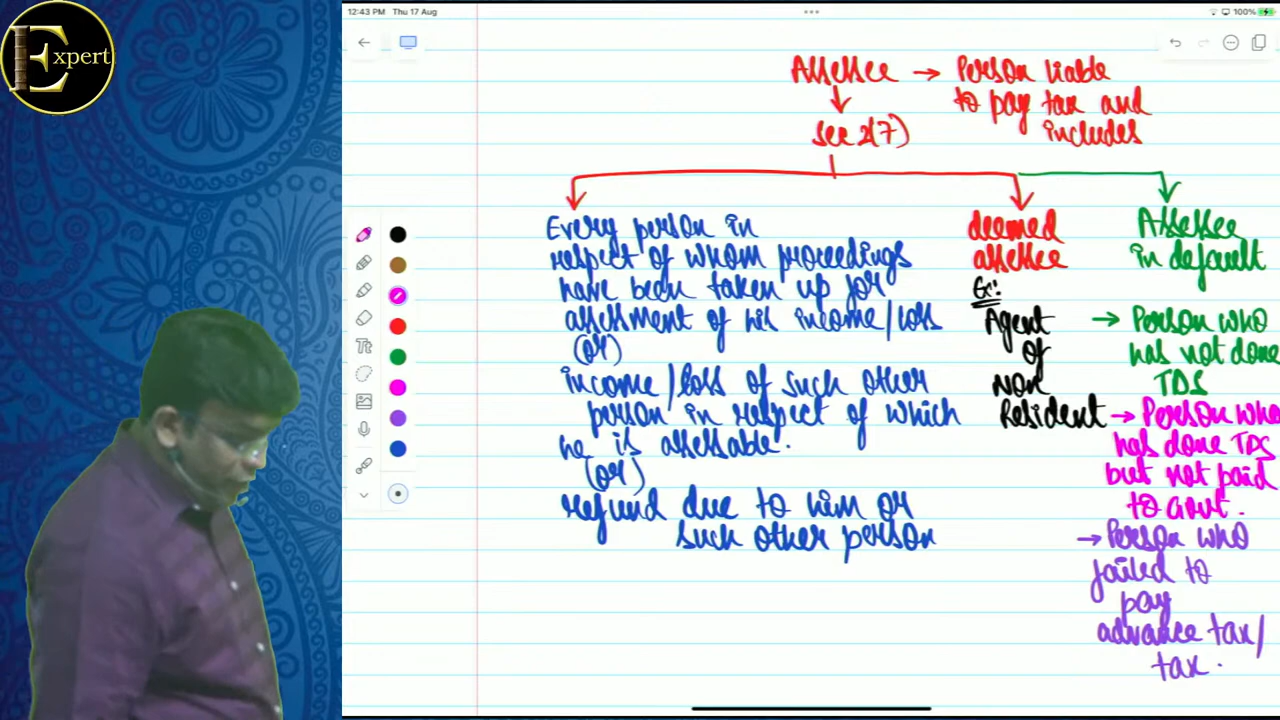 Expert
12:43 PM Thu 17 Aug
100%
Assessee → Person liable
to pay tax and
includes
sec 2(7)
Every person in
respect of whom proceedings
have been taken up for
assessment of his income/loss
(or)
income/loss of such other
person in respect of which
he is assessable.
(or)
refund due to him or
such other person
deemed
assessee
Ex:
Agent
of
Non
Resident
Assessee
in default
→ Person who
has not done
TDS
→ Person who
has done TDS
but not paid
to Govt.
→ Person who
failed to
pay
advance tax/
tax.